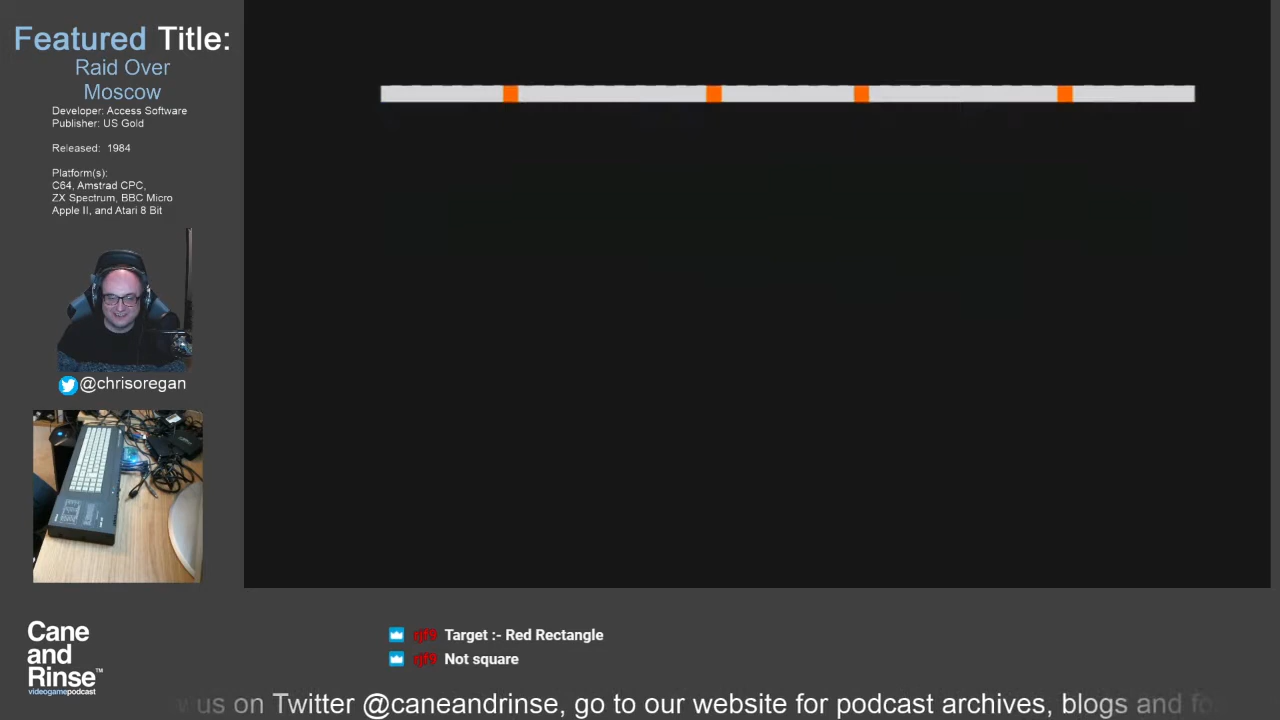 Featured Title:
Raid Over
Moscow
Developer: Access Software
Publisher: US Gold
Released: 1984
Platform(s):
C64, Amstrad CPC,
ZX Spectrum, BBC Micro
Apple II, and Atari 8 Bit
@chrisoregan
Cane
and
Rinse™
videogamepodcast
Target :- Red Rectangle
Not square
us on Twitter @caneandrinse, go to our website for podcast archives, blogs and